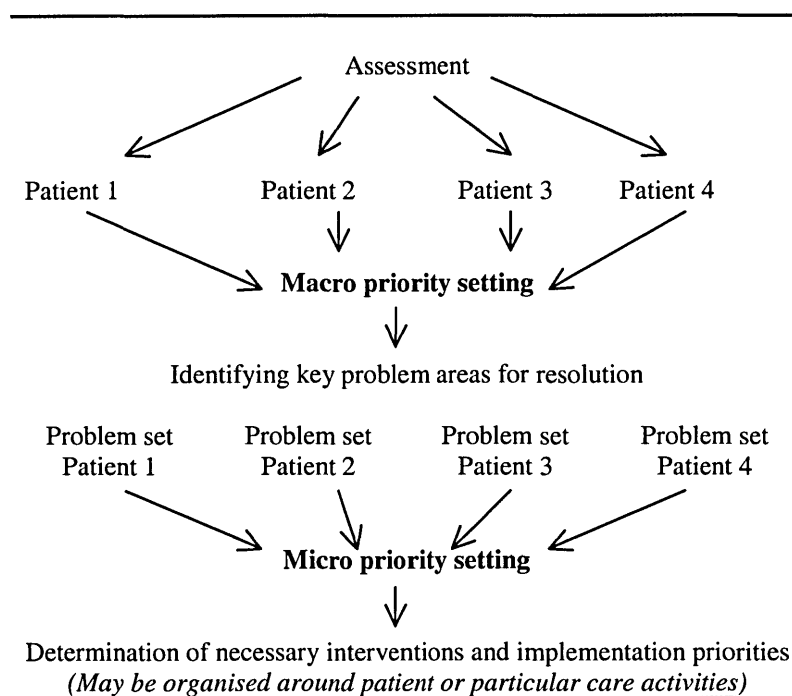 Assessment
Patient 1 Patient 2 Patient 3 Patient 4
Macro priority setting
Identifying key problem areas for resolution
Problem set Problem set Problem set Problem set
Patient 1 Patient 2 Patient 3 Patient 4
Micro priority setting
Determination of necessary interventions and implementation priorities
(May be organised around patient or particular care activities)